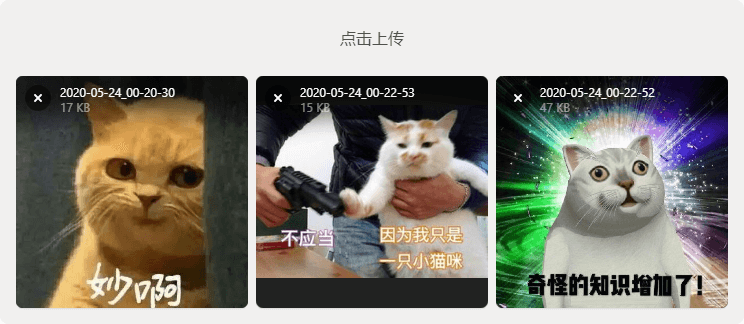 点击上传
2020-05-24_00-20-30
17 KB
2020-05-24_00-22-53
15 KB
2020-05-24_00-22-52
47 KB
妙啊
不应当
因为我只是
一只小猫咪
奇怪的知识增加了!